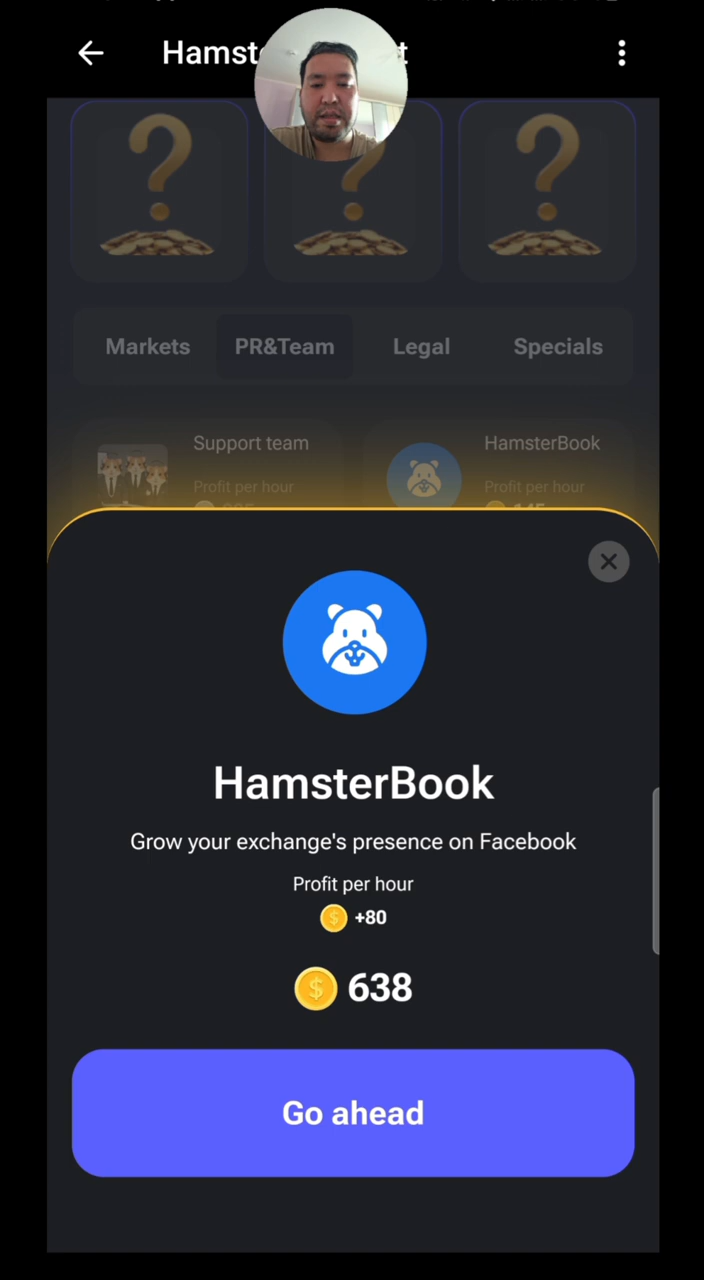 Hamst t
Markets PR&Team Legal Specials
Support team HamsterBook
Profit per hour Profit per hour
HamsterBook
Grow your exchange's presence on Facebook
Profit per hour
+80
638
Go ahead